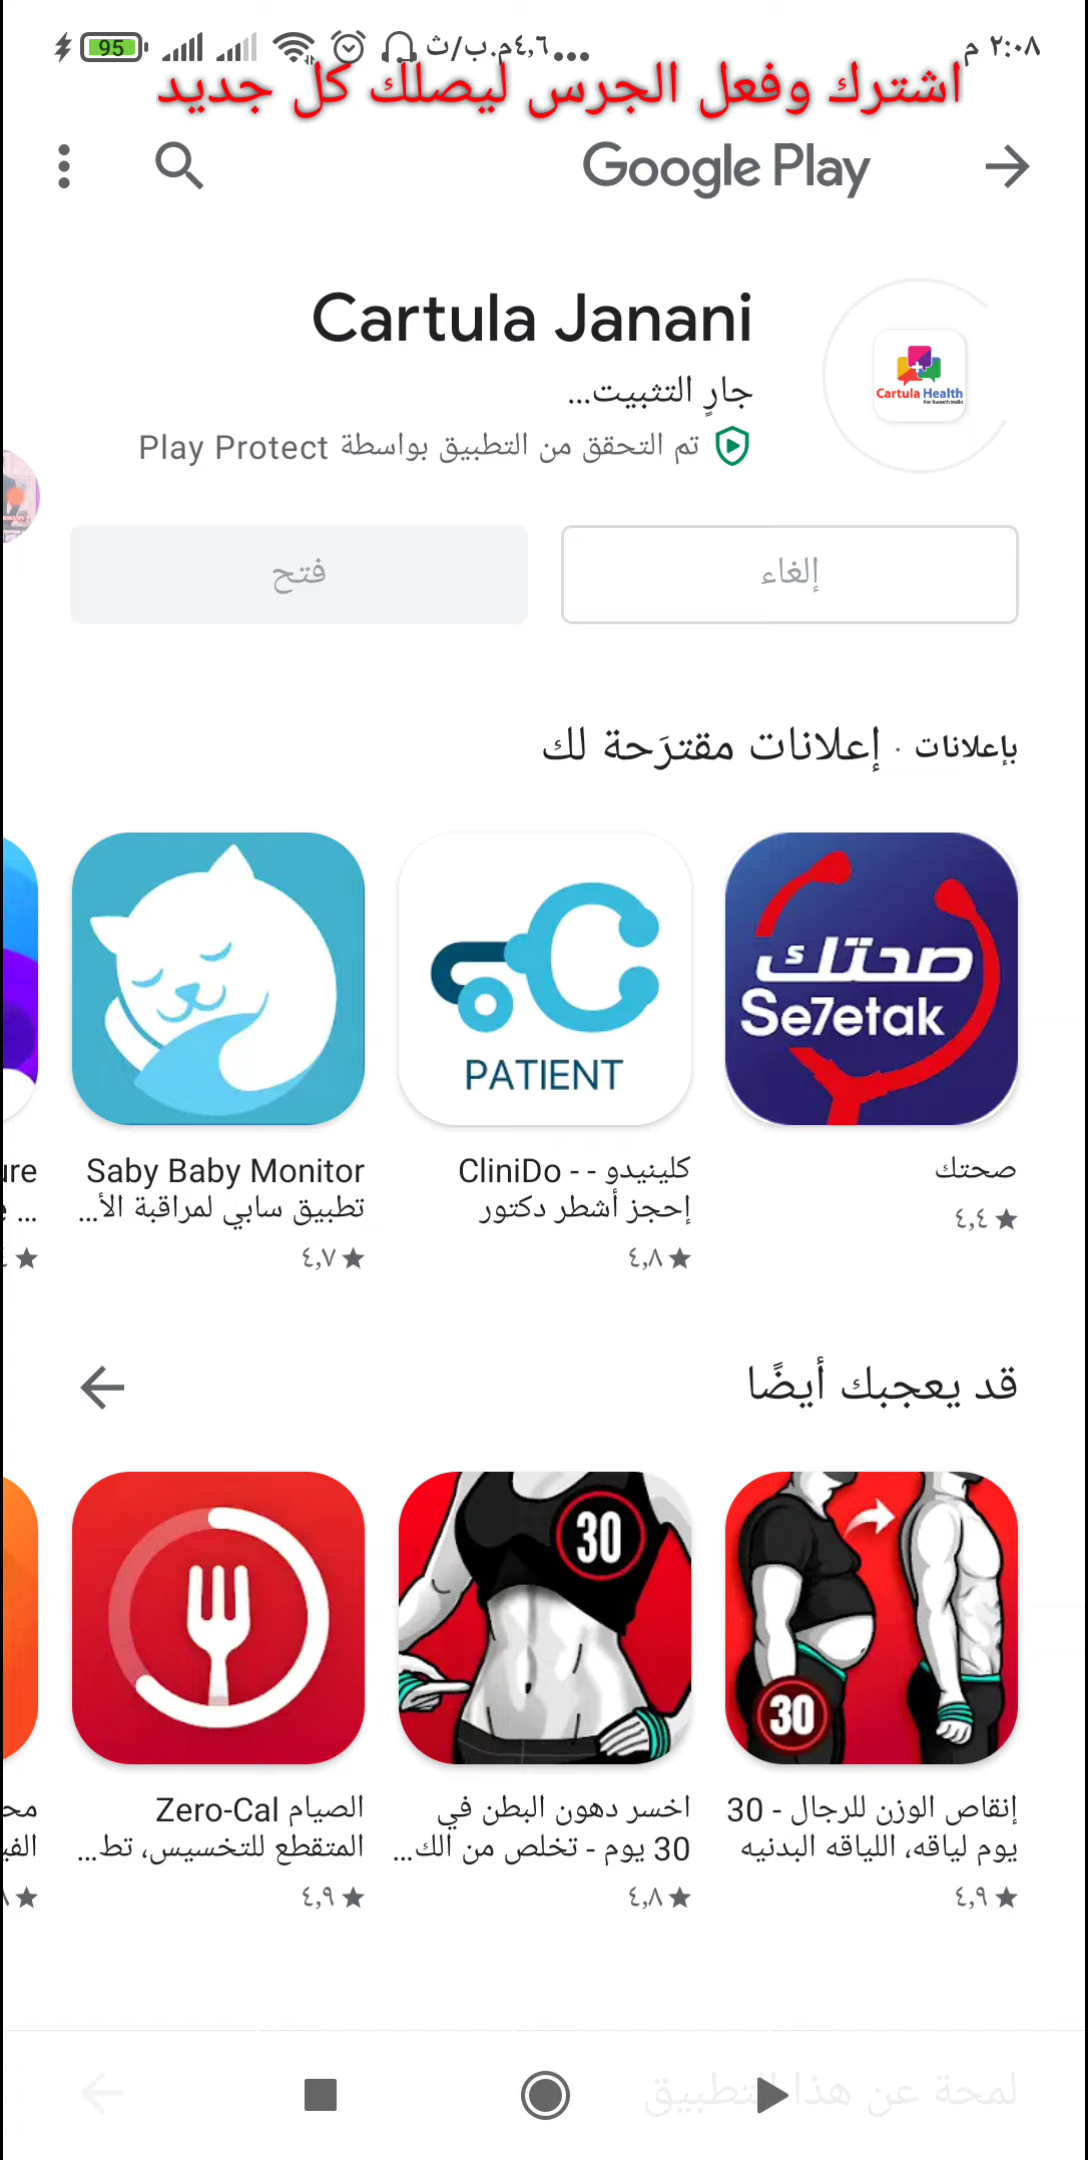 ٢:٠٨ م ...٤,٦م.ب/ث 95
اشترك وفعل الجرس ليصلك كل جديد
Google Play
Cartula Janani
جارٍ التثبيت...
تم التحقق من التطبيق بواسطة Play Protect
Cartula Health
إلغاء
فتح
بإعلانات · إعلانات مقترَحة لك
صحتك
Se7etak
PATIENT
صحتك
٤,٤
كلينيدو - - CliniDo
إحجز أشطر دكتور
٤,٨
Saby Baby Monitor
تطبيق سابي لمراقبة الأ...
٤,٧
قد يعجبك أيضًا
30
30
إنقاص الوزن للرجال - 30
يوم لياقه، اللياقه البدنيه
٤,٩
اخسر دهون البطن في
30 يوم - تخلص من الك...
٤,٨
الصيام Zero-Cal
المتقطع للتخسيس، تط...
٤,٩
لمحة عن هذا التطبيق